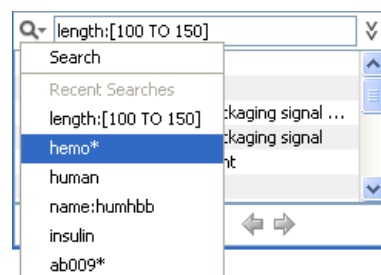 length:[100 TO 150]
Search
Recent Searches
length:[100 TO 150]
ckaging signal ...
hemo*
ckaging signal
human
name:humhbb
insulin
ab009*